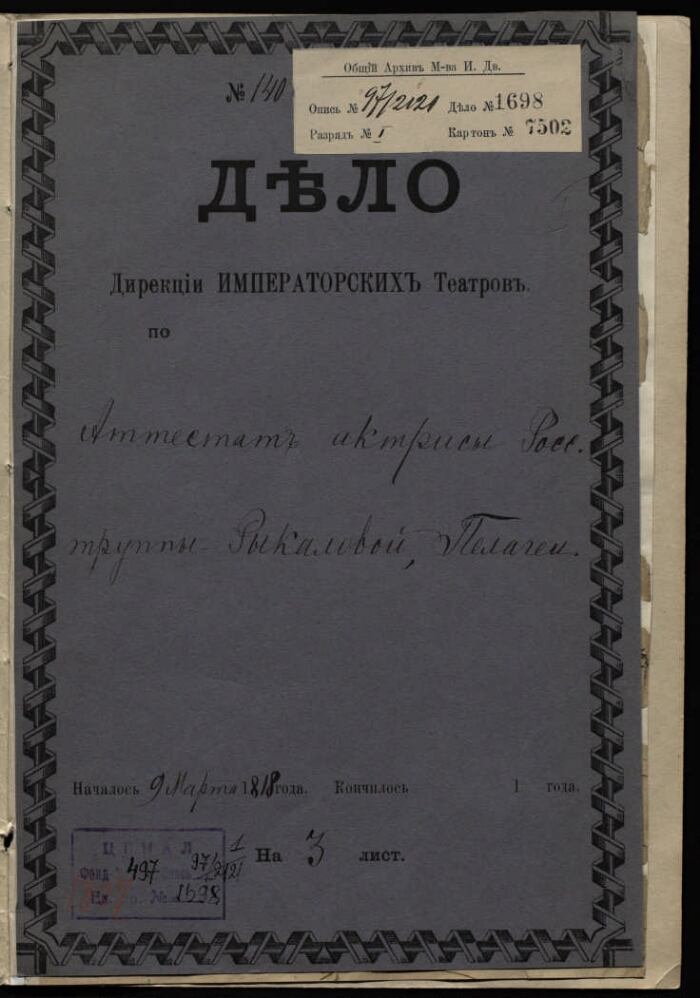 Общій Архивъ М-ва И. Дв.
Опись № 97/2121 Дѣло № 1698
Разрядъ № I Картонъ № 7502
№ 140
ДѢЛО
Дирекціи ИМПЕРАТОРСКИХЪ Театровъ.
по
Аттестатъ актрисы Росс.
труппы Рыкаловой, Пелагеи.
Началось 9 Марта 1818 года. Кончилось 1 года.
На 3 лист.
Ц Г И А Л
Фонд 497 Опись 97/2121
Ед. хр. № 1698